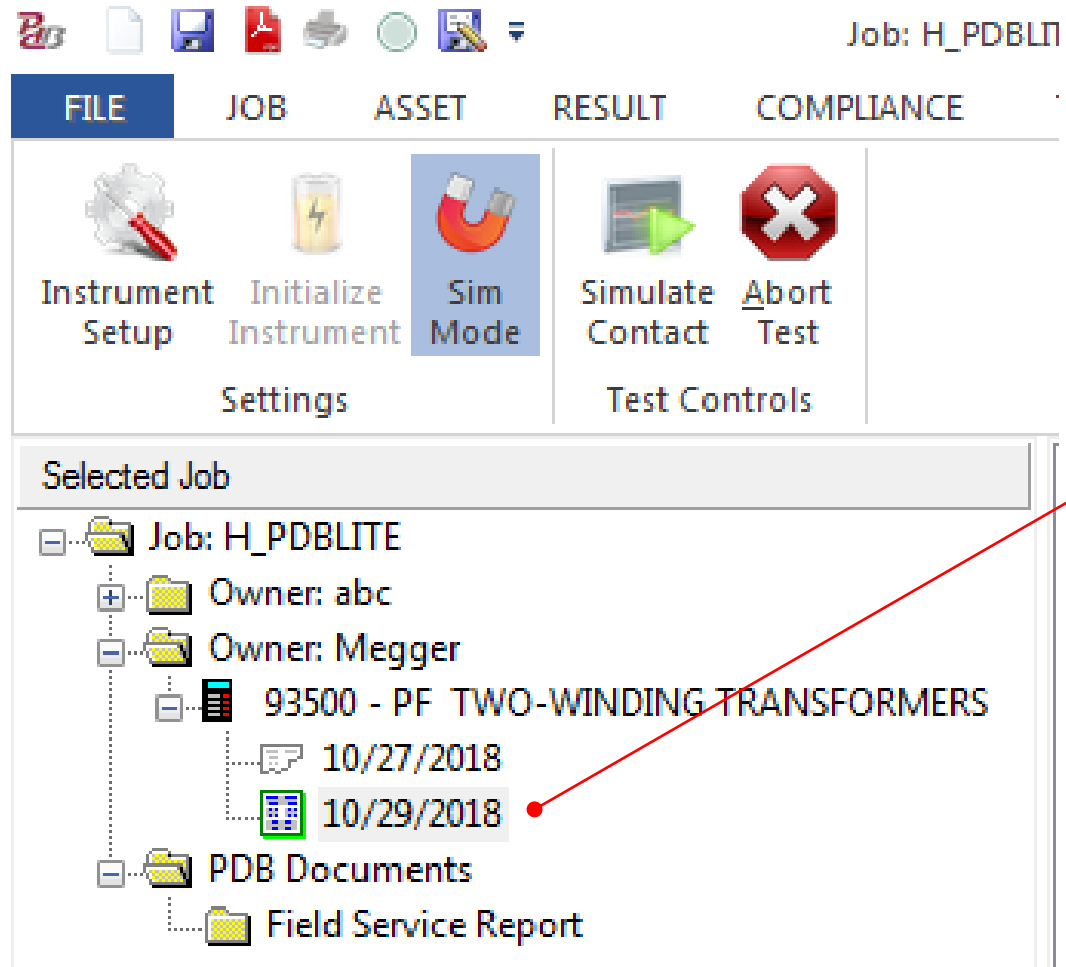 PDB
Job: H_PDBLIT
FILE JOB ASSET RESULT COMPLIANCE
Instrument Setup
Initialize Instrument
Sim Mode
Simulate Contact
Abort Test
Settings
Test Controls
Selected Job
Job: H_PDBLITE
Owner: abc
Owner: Megger
93500 - PF TWO-WINDING TRANSFORMERS
10/27/2018
10/29/2018
PDB Documents
Field Service Report